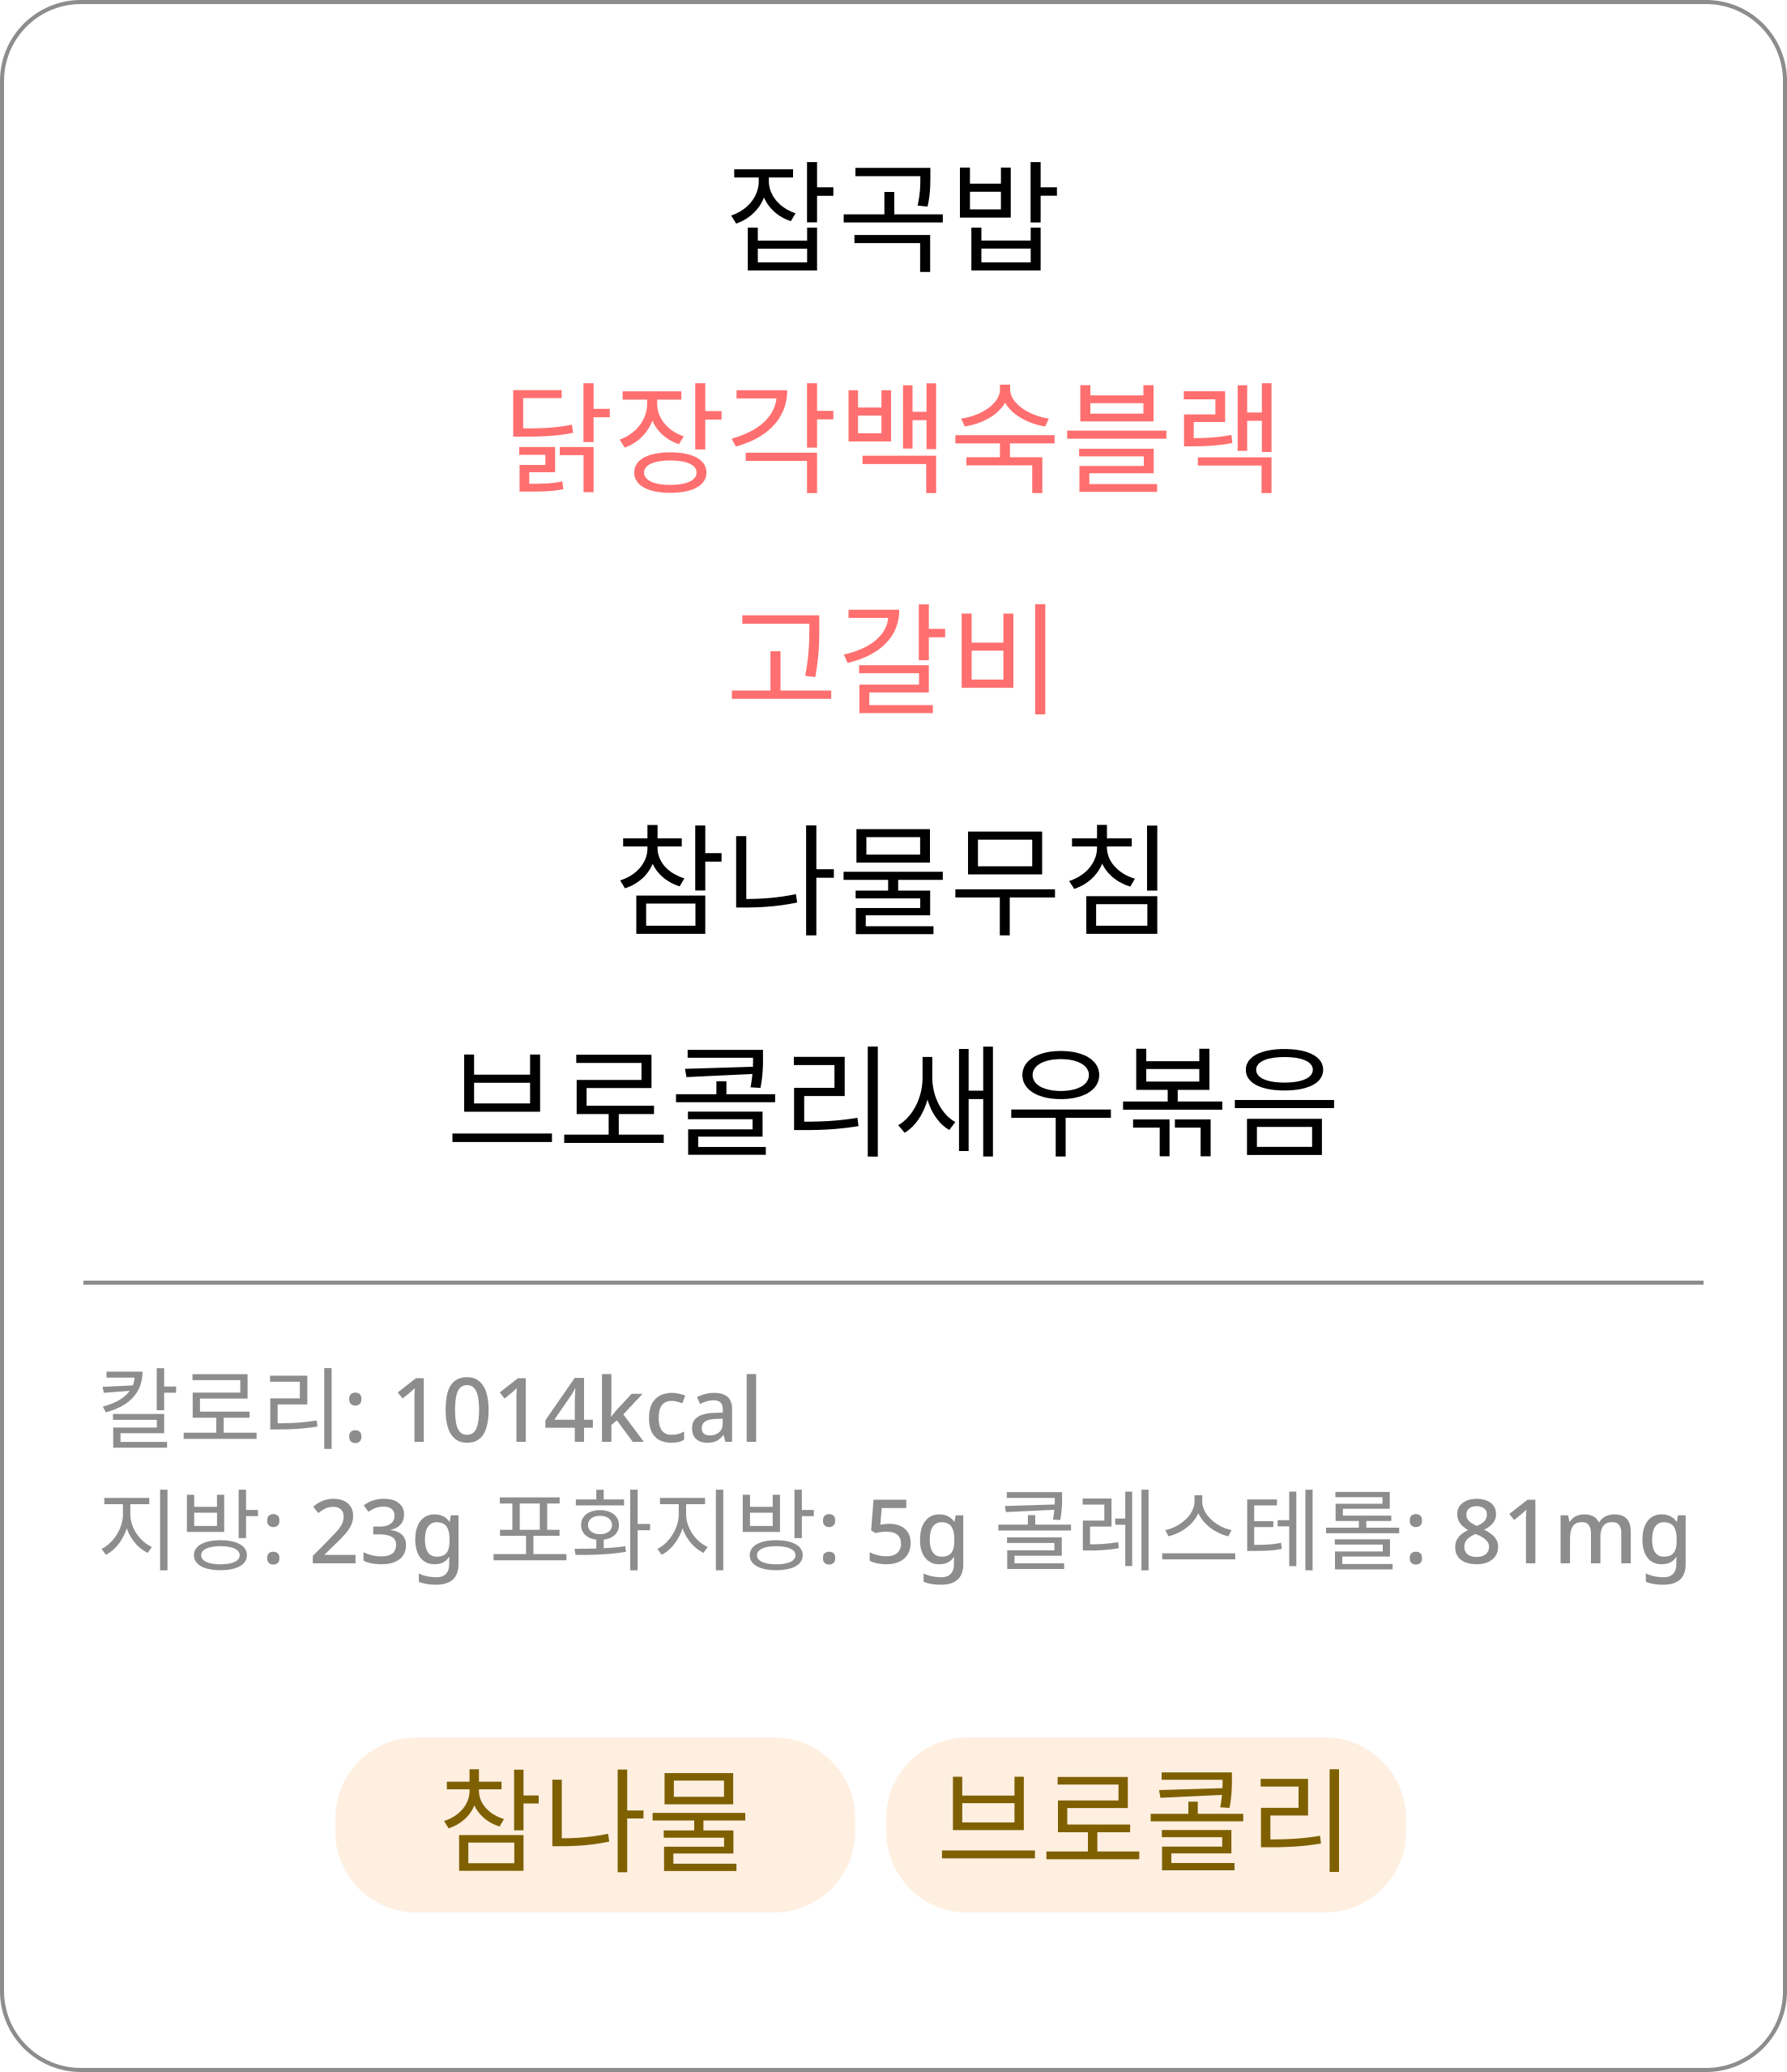 잡곡밥
닭장각백숙블랙
고갈비
참나물무침
브로콜리새우볶음
칼로리: 1014kcal
지방: 23g 포화지방: 5g 콜레스테롤: 81mg
참나물 브로콜리